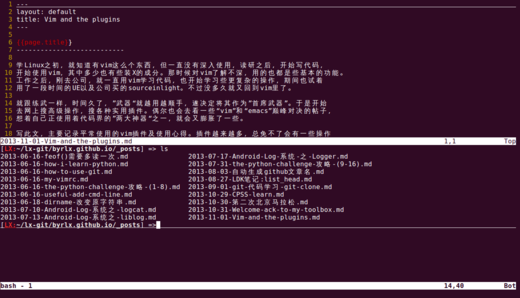 1 ---
2 layout: default
3 title: Vim and the plugins
4 ---
5
6 {{page.title}}
7 ---------------------------
8
9 学Linux之初，就知道有vim这么个东西，但一直没有深入使用，读研之后，开始写代码，
10 开始使用vim，其中多少也有些装X的成分。那时候对vim了解不深，用的也都是些基本的功能。
11 工作之后，刚去公司，就一直用vim学习代码，也开始学习些更复杂的操作，期间也试着
12 用了一段时间的UE以及公司买的sourceinlight。不过没多久就又回到vim里了。
13
14 就跟练武一样，时间久了，“武器”就越用越顺手，遂决定将其作为“首席武器”。于是开始
15 去网上搜高级操作，搜各种实用插件。偶尔也会去看一些“vim”和“emacs”巅峰对决的帖子，
16 想着自己正使用着代码界的“两大神器”之一，就会又膨胀了一些。
17
18 写此文，主要记录平常使用的vim插件及使用心得。插件越来越多，总免不了会有一些操作
2013-11-01-Vim-and-the-plugins.md 1,1 Top
[LX:~/lx-git/byrlx.github.io/_posts] => ls
2013-06-16-feof()需要多读一次.md 2013-07-17-Android-Log-系统-之-Logger.md
2013-06-16-how-i-learn-python.md 2013-07-31-the-python-challenge-攻略-(9-16).md
2013-06-16-how-to-use-git.md 2013-08-03-自动生成github文章名.md
2013-06-16-my-vimrc.md 2013-08-27-LDK笔记:list_head.md
2013-06-16-the-python-challenge-攻略-(1-8).md 2013-09-01-git-代码学习-git-clone.md
2013-06-16-useful-add-cmd-line.md 2013-10-29-CPSS-learn.md
2013-06-18-dirname-改变原字符串.md 2013-10-30-第二次北京马拉松.md
2013-07-10-Android-Log-系统之-logcat.md 2013-10-31-Welcome-ack-to-my-toolbox.md
2013-07-13-Android-Log-系统之-liblog.md 2013-11-01-Vim-and-the-plugins.md
[LX:~/lx-git/byrlx.github.io/_posts] =>
bash - 1 14,40 Bot